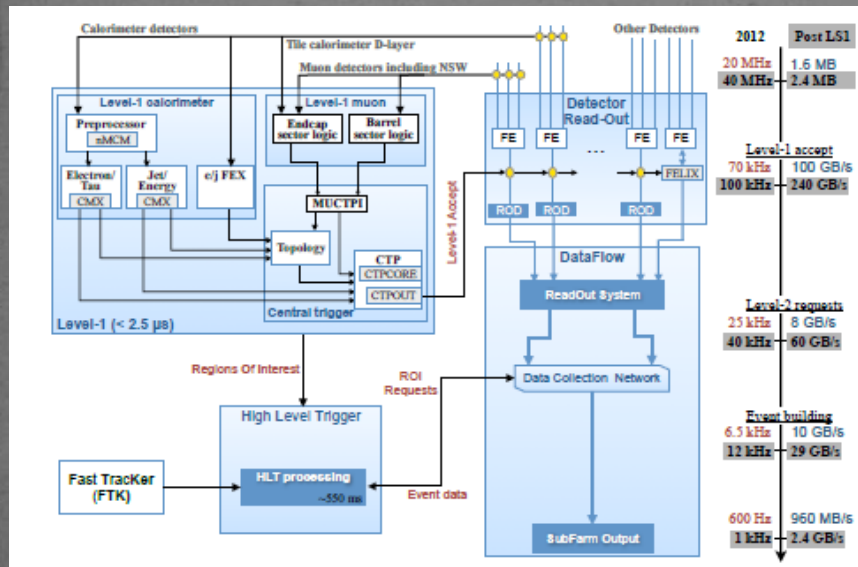 Calorimeter detectors
Tile calorimeter D-layer
Muon detectors including NSW
Other Detectors
2012
Post LS1
20 MHz
1.6 MB
40 MHz
2.4 MB
Level-1 calorimeter
Preprocessor
nMCM
Electron/
Tau
CMX
Jet/
Energy
CMX
e/j FEX
Level-1 muon
Endcap
sector logic
Barrel
sector logic
MUCTPI
Topology
CTP
CTPCORE
CTPOUT
Central trigger
Level-1 (< 2.5 µs)
Level-1 Accept
Detector
Read-Out
FE
FE
FE
FE
...
FELIX
ROD
ROD
ROD
Level-1 accept
70 kHz
100 GB/s
100 kHz
240 GB/s
DataFlow
ReadOut System
Level-2 requests
25 kHz
8 GB/s
40 kHz
60 GB/s
Regions Of Interest
ROI
Requests
Data Collection Network
High Level Trigger
Fast TracKer
(FTK)
HLT processing
~550 ms
Event data
Event building
6.5 kHz
10 GB/s
12 kHz
29 GB/s
SubFarm Output
600 Hz
960 MB/s
1 kHz
2.4 GB/s